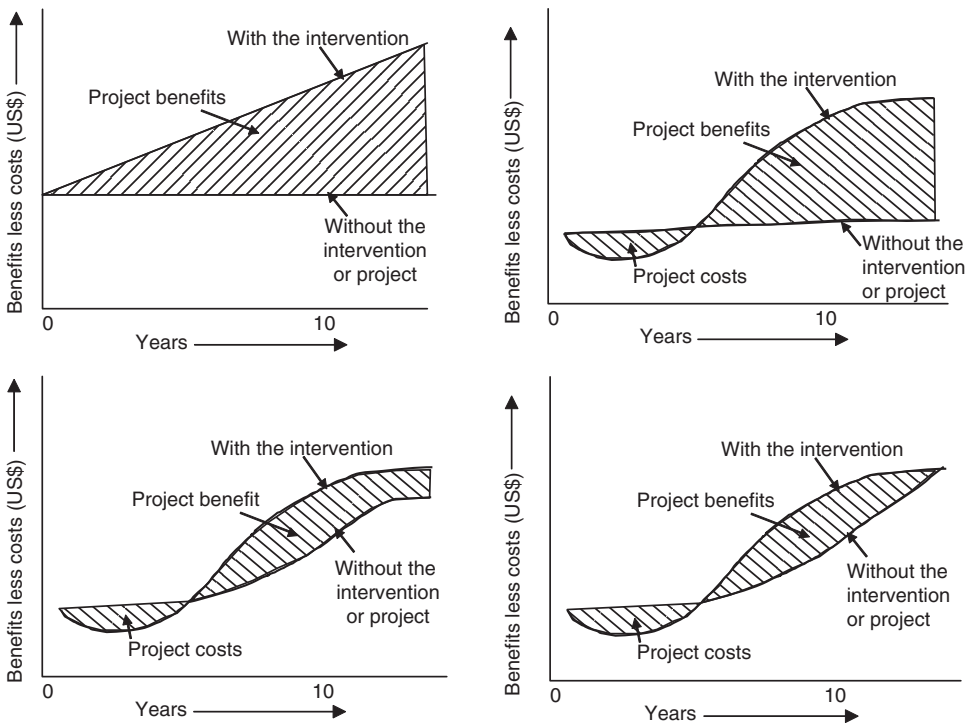 Benefits less costs (US$)
With the intervention
Project benefits
Without the
intervention
or project
0
10
Years
Benefits less costs (US$)
With the intervention
Project benefits
Project costs
Without the
intervention
or project
0
10
Years
Benefits less costs (US$)
With the intervention
Project benefit
Without the
intervention
or project
Project costs
0
10
Years
Benefits less costs (US$)
With the intervention
Project benefits
Without the
intervention
or project
Project costs
0
10
Years